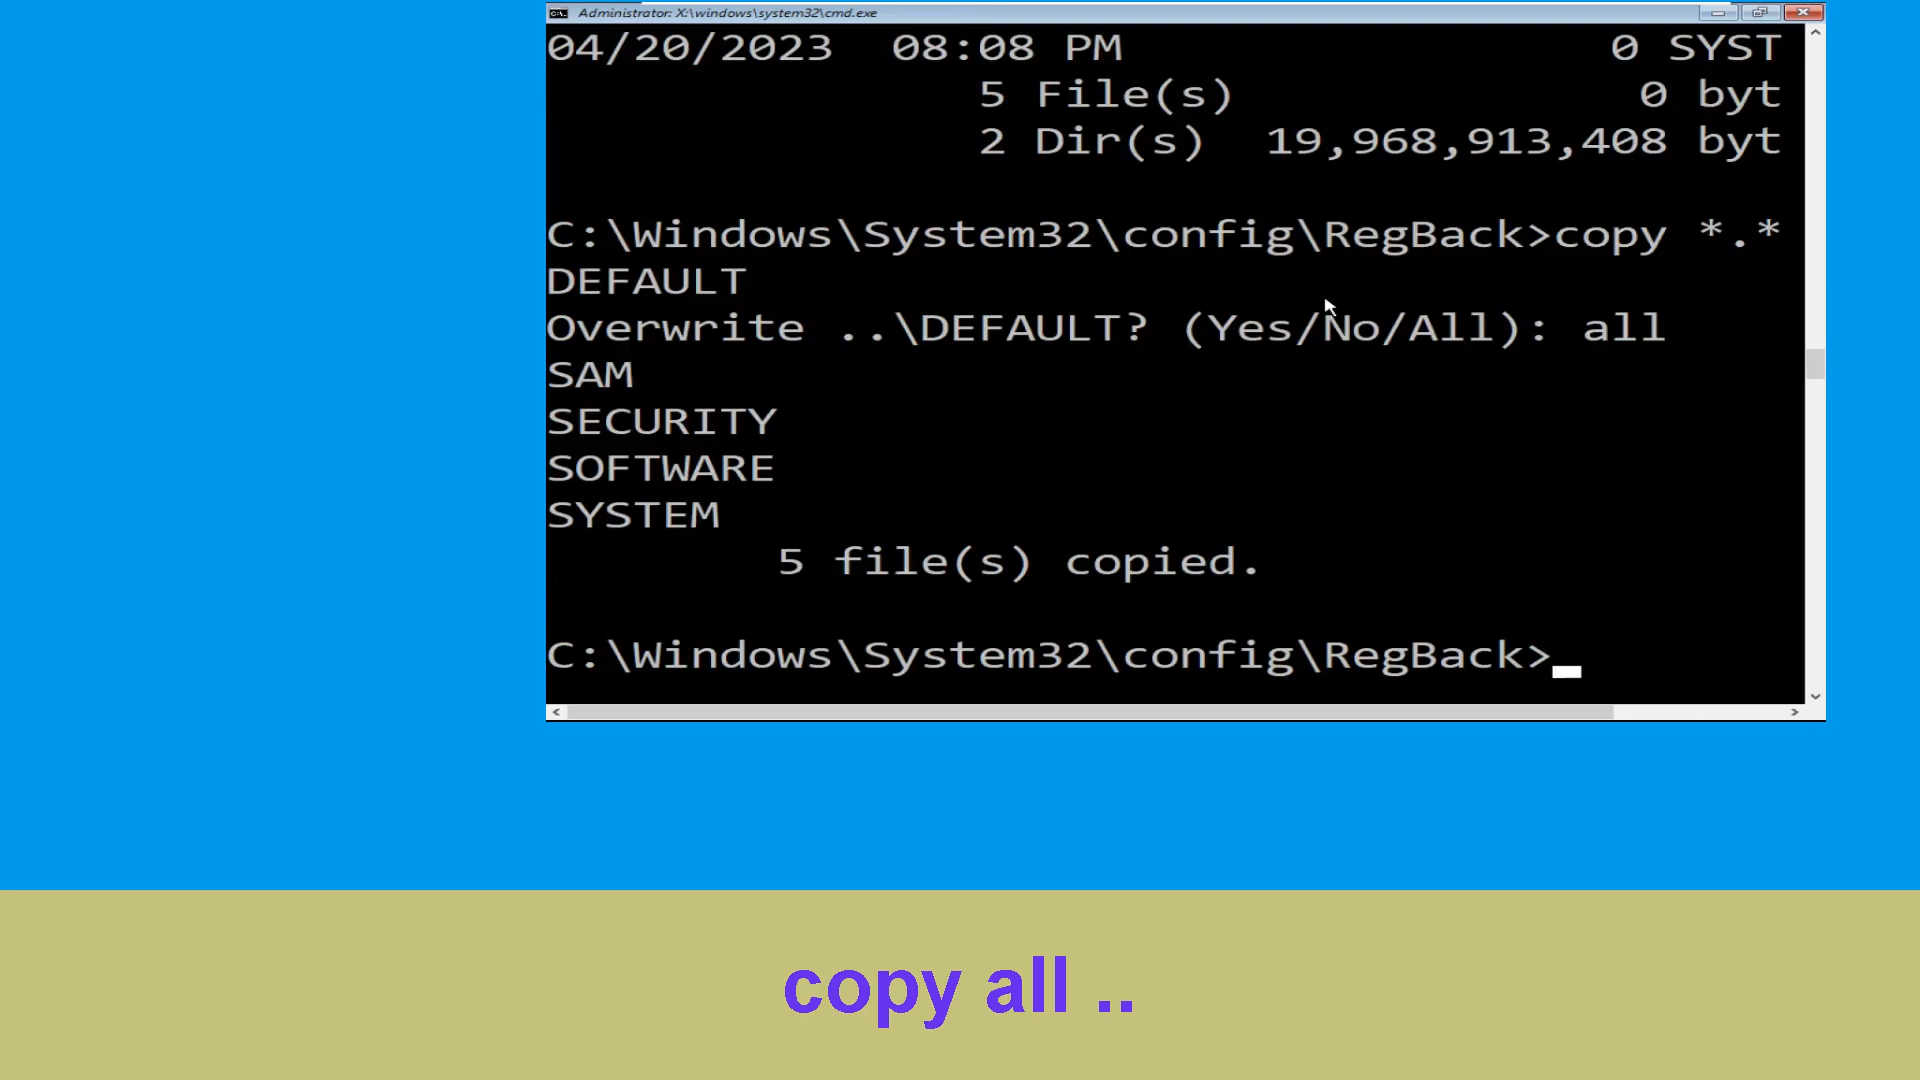 Administrator: X:\windows\system32\cmd.exe
04/20/2023  08:08 PM                 0 SYST
               5 File(s)              0 byt
               2 Dir(s)  19,968,913,408 byt
C:\Windows\System32\config\RegBack>copy *.*
DEFAULT
Overwrite ..\DEFAULT? (Yes/No/All): all
SAM
SECURITY
SOFTWARE
SYSTEM
        5 file(s) copied.
C:\Windows\System32\config\RegBack>
copy all ..